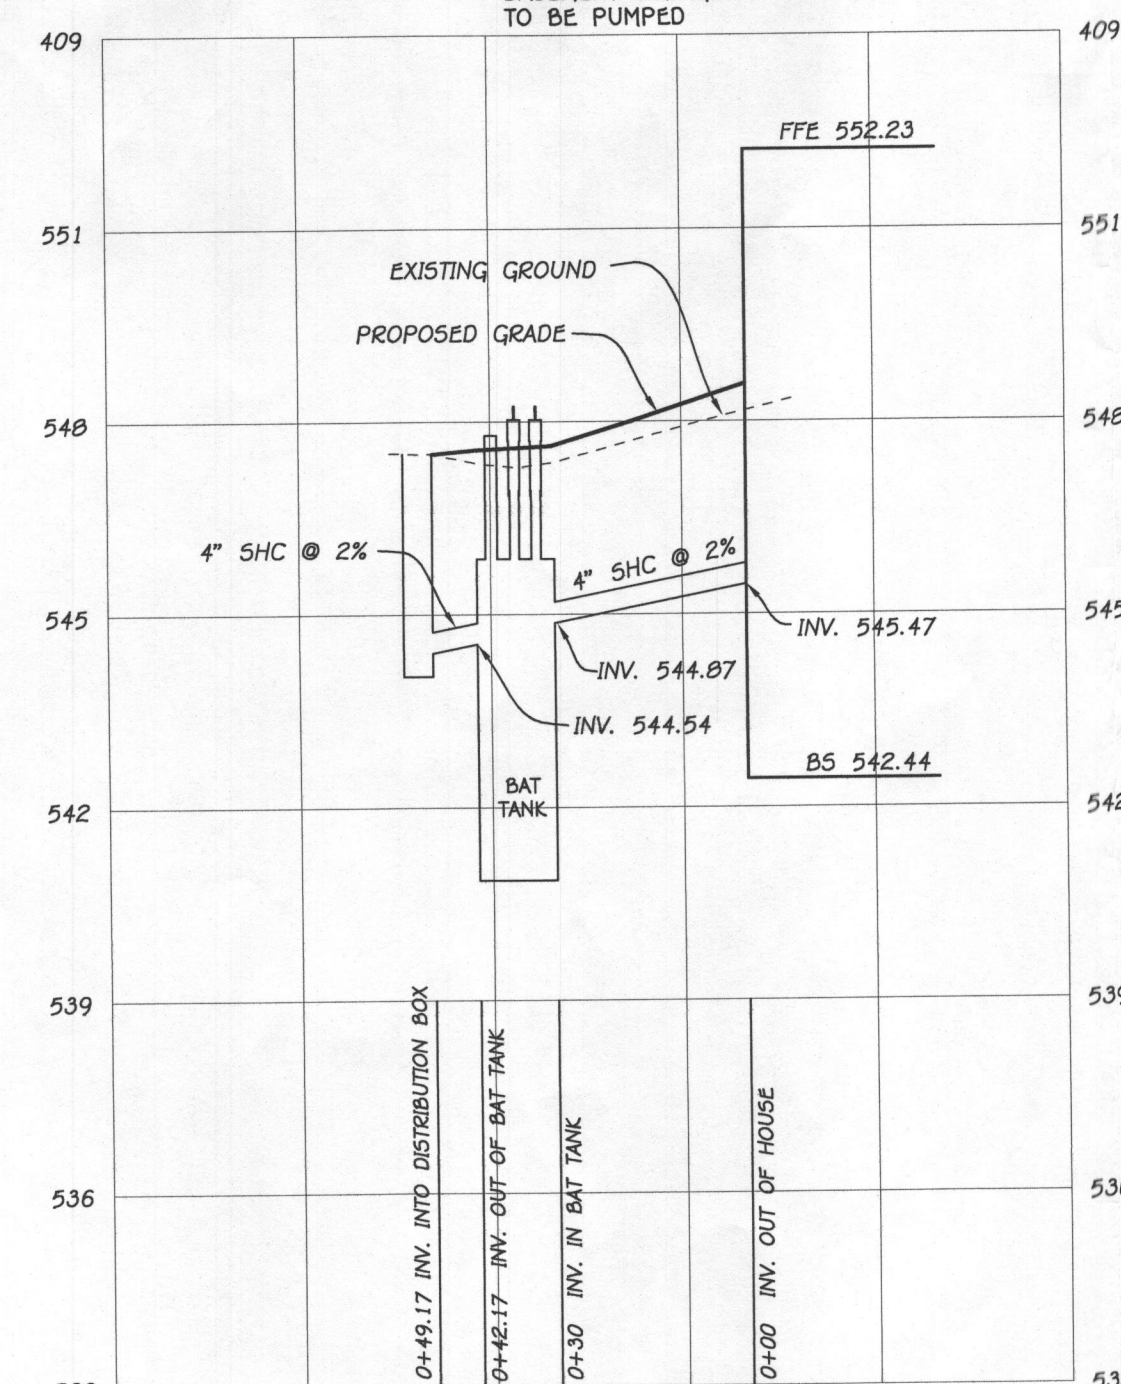 TO BE PUMPED
409
409
FFE 552.23
551
551
EXISTING GROUND
PROPOSED GRADE
548
548
4" SHC @ 2%
4" SHC @ 2%
545
545
INV. 545.47
INV. 544.87
INV. 544.54
BS 542.44
BAT
TANK
542
542
539
539
536
0+49.17 INV. INTO DISTRIBUTION BOX
0+42.17 INV. OUT OF BAT TANK
0+30 INV. IN BAT TANK
0+00 INV. OUT OF HOUSE